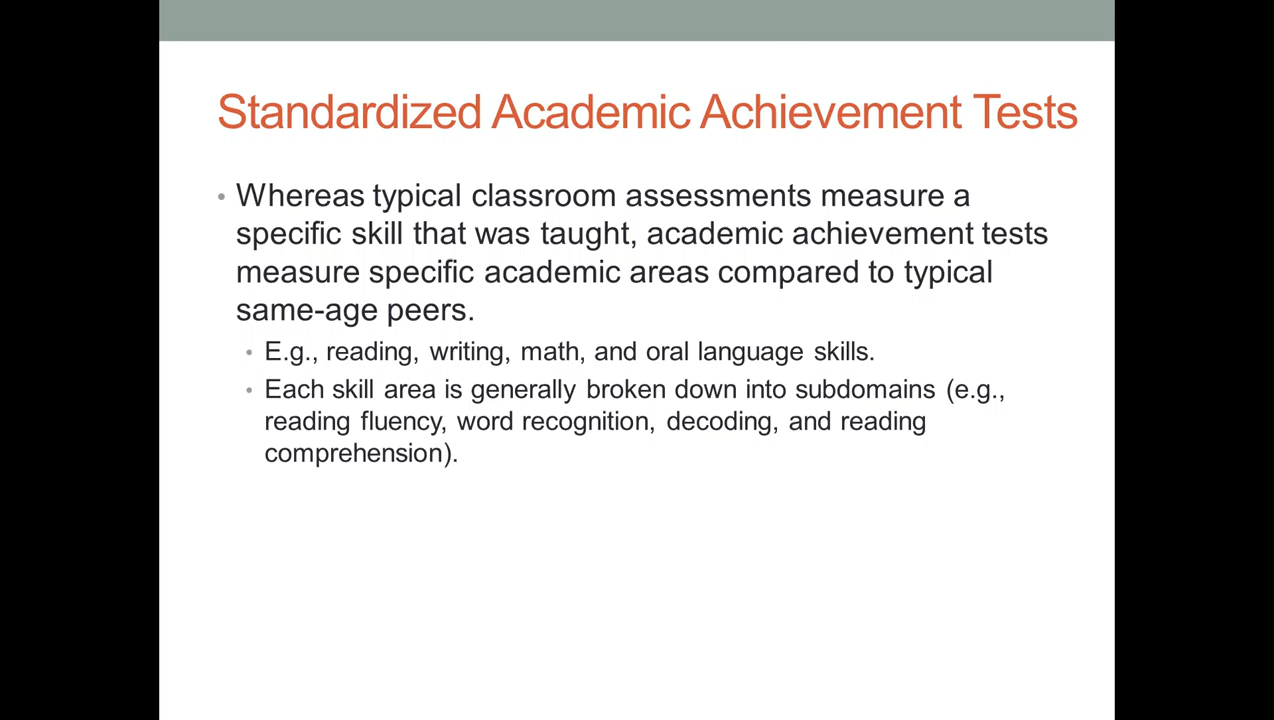 Standardized Academic Achievement Tests
• Whereas typical classroom assessments measure a
specific skill that was taught, academic achievement tests
measure specific academic areas compared to typical
same-age peers.
• E.g., reading, writing, math, and oral language skills.
• Each skill area is generally broken down into subdomains (e.g.,
reading fluency, word recognition, decoding, and reading
comprehension).